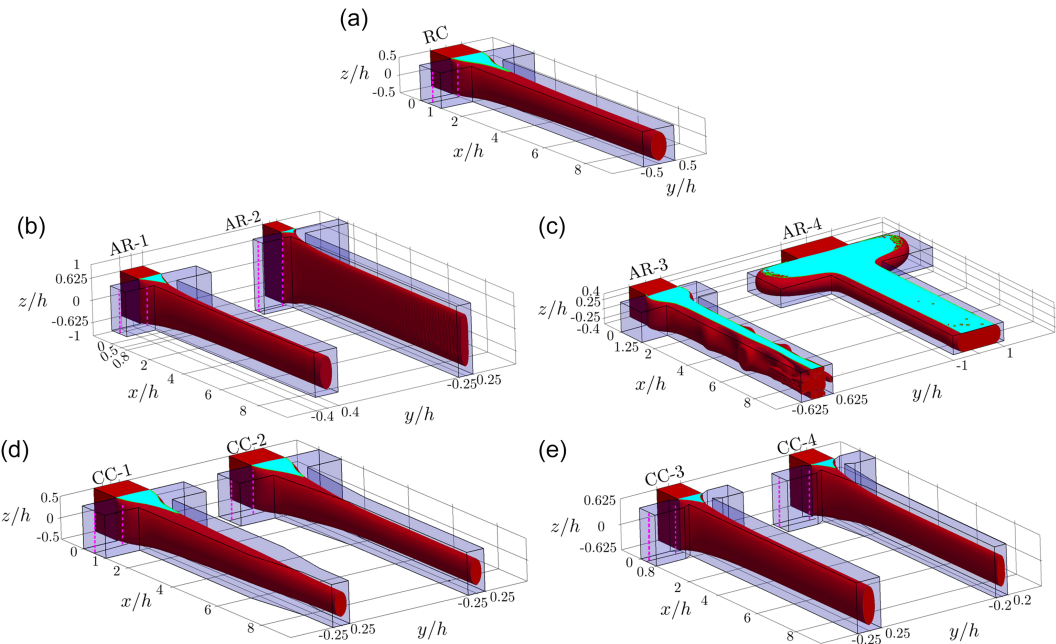 (a)
RC
0.5
z/h 0
-0.5
0
1
2
4
6
8
x/h
-0.5
0.5
y/h
(b)
AR-1
AR-2
1
0.625
z/h 0
-0.625
-1
0
0.5
0.8
2
4
6
8
x/h
-0.4
0.4
-0.25
0.25
y/h
(c)
AR-3
AR-4
0.4
0.25
z/h
-0.25
-0.4
0
1.25
2
4
6
8
x/h
-0.625
0.625
-1
1
y/h
(d)
CC-1
CC-2
0.5
z/h 0
-0.5
0
1
2
4
6
8
x/h
-0.25
0.25
-0.25
0.25
y/h
(e)
CC-3
CC-4
0.625
z/h 0
-0.625
0
0.8
2
4
6
8
x/h
-0.25
0.25
-0.2
0.2
y/h